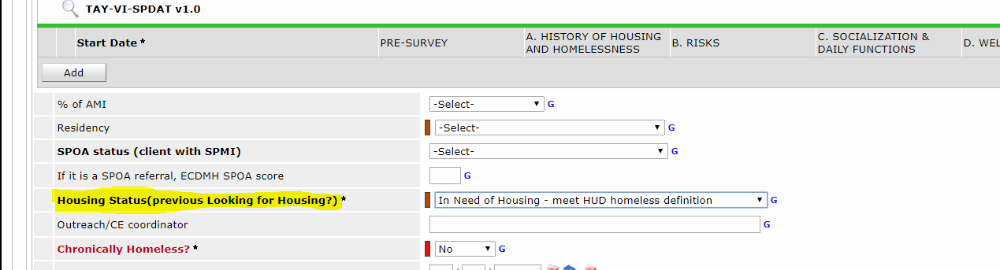 TAY-VI-SPDAT v1.0
Start Date * PRE-SURVEY A. HISTORY OF HOUSING AND HOMELESSNESS B. RISKS C. SOCIALIZATION & DAILY FUNCTIONS D. WEL
Add
% of AMI -Select- G
Residency -Select- G
SPOA status (client with SPMI) -Select- G
If it is a SPOA referral, ECDMH SPOA score G
Housing Status(previous Looking for Housing?) * In Need of Housing - meet HUD homeless definition G
Outreach/CE coordinator G
Chronically Homeless? * No G
/ /